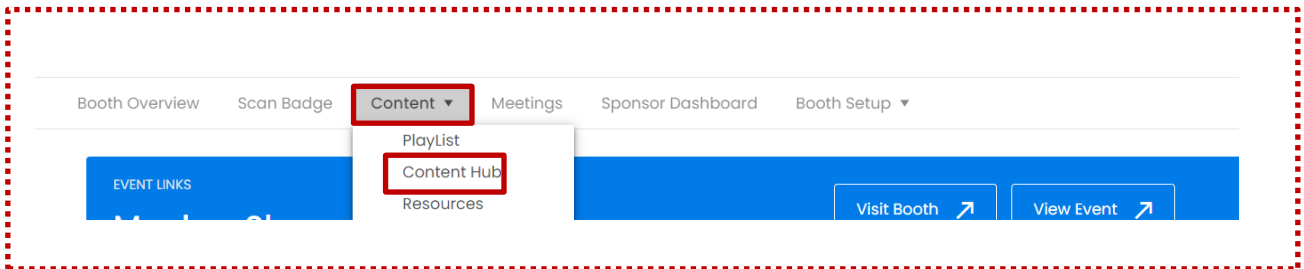 Booth Overview Scan Badge Content Meetings Sponsor Dashboard Booth Setup
PlayList
Content Hub
Resources
EVENT LINKS
Visit Booth View Event